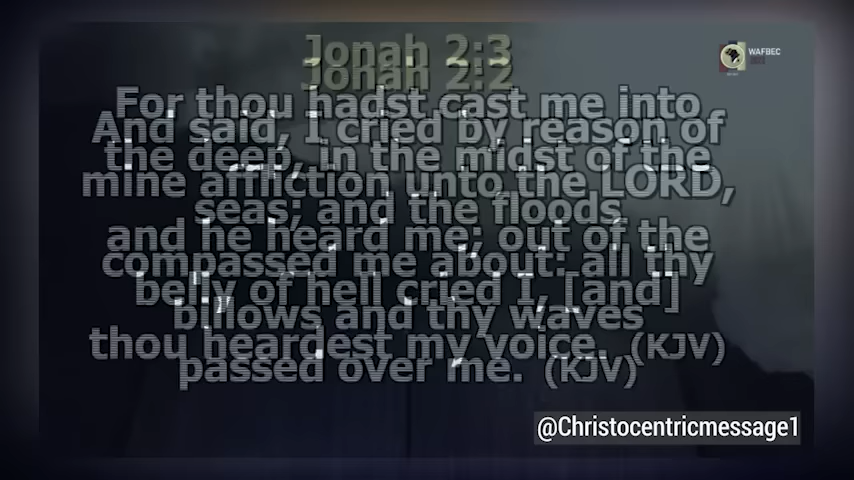 Jonah 2:3
Jonah 2:2
For thou hadst cast me into
And said, I cried by reason of
the deep, in the midst of the
mine affliction unto the LORD,
seas; and the floods
and he heard me; out of the
compassed me about: all thy
belly of hell cried I, [and]
billows and thy waves
thou heardest my voice. (KJV)
passed over me. (KJV)
WAFBEC
@Christocentricmessage1